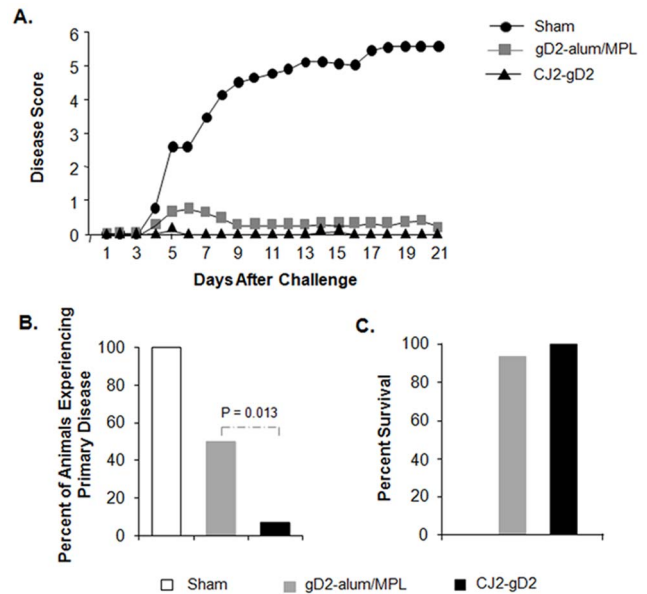 A.
Sham
gD2-alum/MPL
CJ2-gD2
Disease Score
6
5
4
3
2
1
0
1 3 5 7 9 11 13 15 17 19 21
Days After Challenge
B.
Percent of Animals Experiencing
Primary Disease
100
80
60
40
20
0
P = 0.013
C.
Percent Survival
100
80
60
40
20
0
Sham gD2-alum/MPL CJ2-gD2